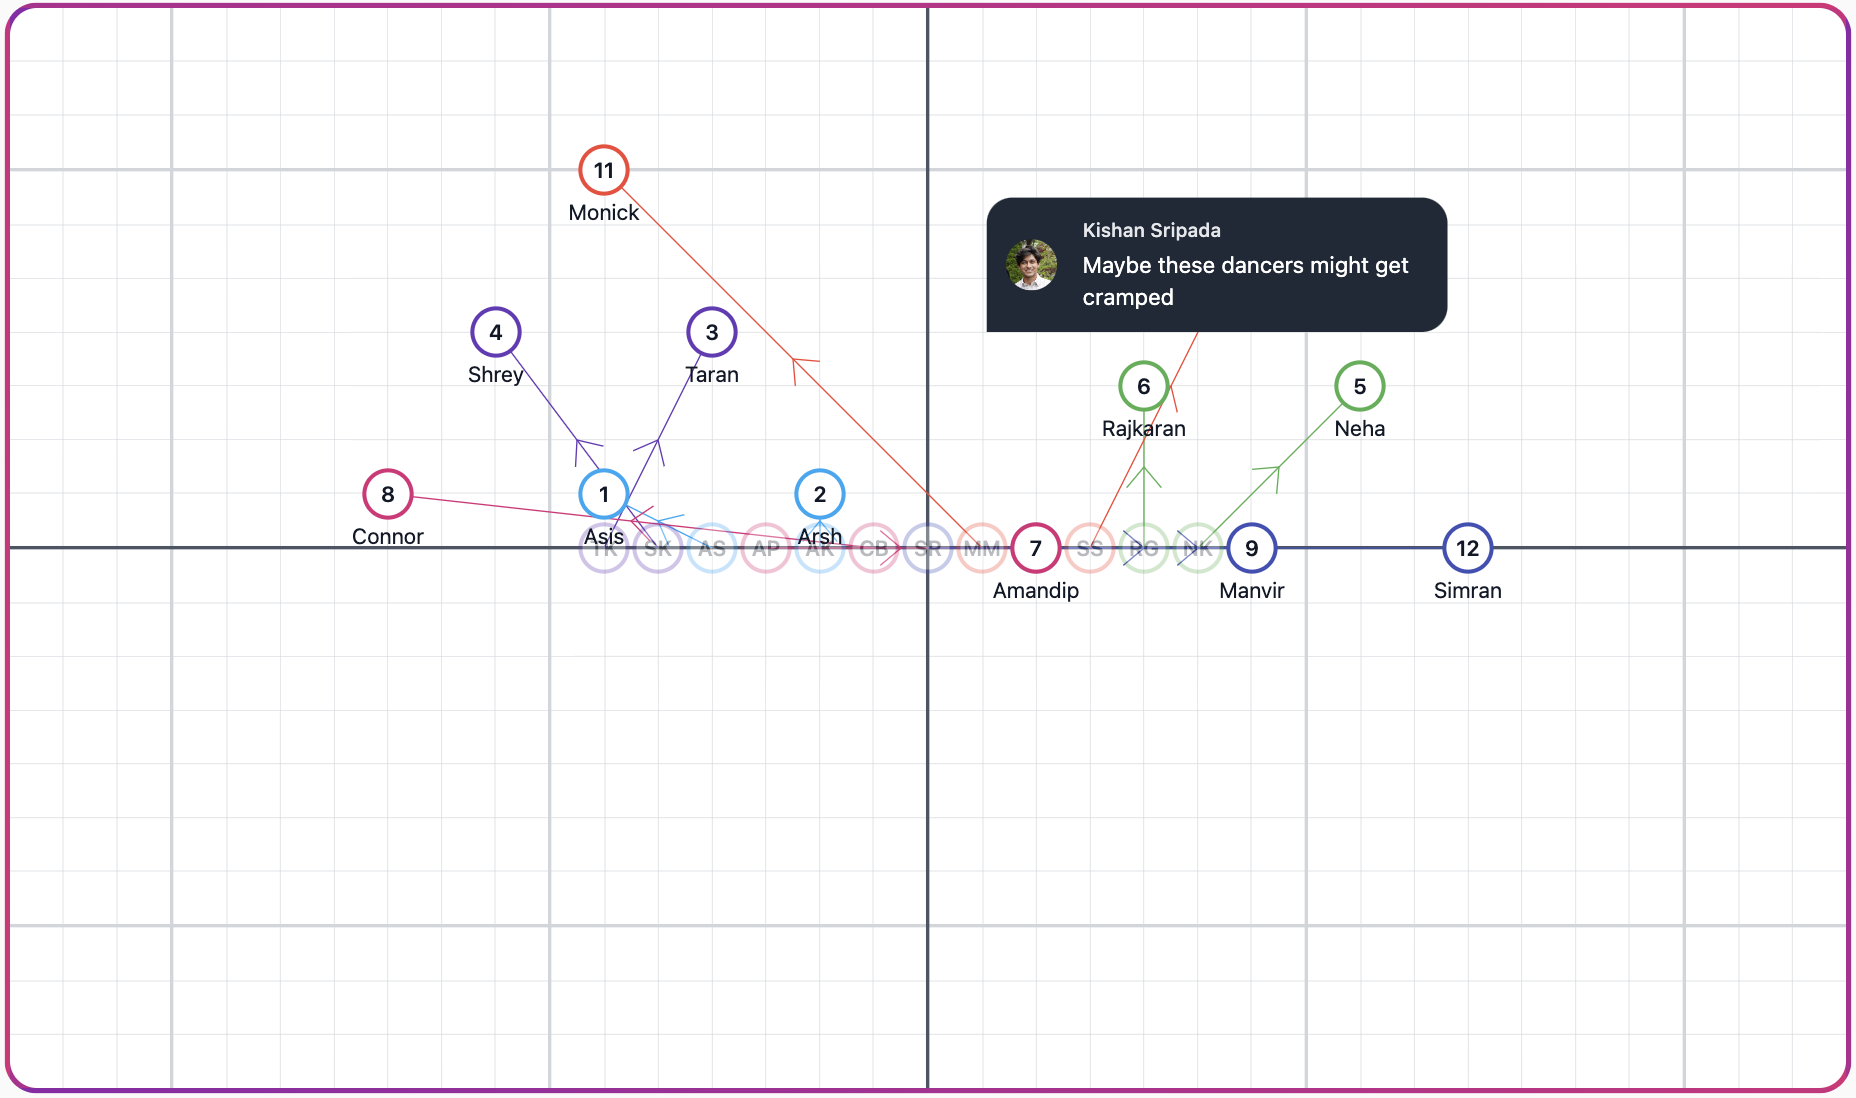 11
Monick
Kishan Sripada
Maybe these dancers might get
cramped
4
3
Shrey
Taran
6
5
Rajkaran
Neha
8
1
2
Connor
Asis
Arsh
TK SK AS AP AK CB SR MM 7 SS RG NK 9 12
Amandip
Manvir
Simran